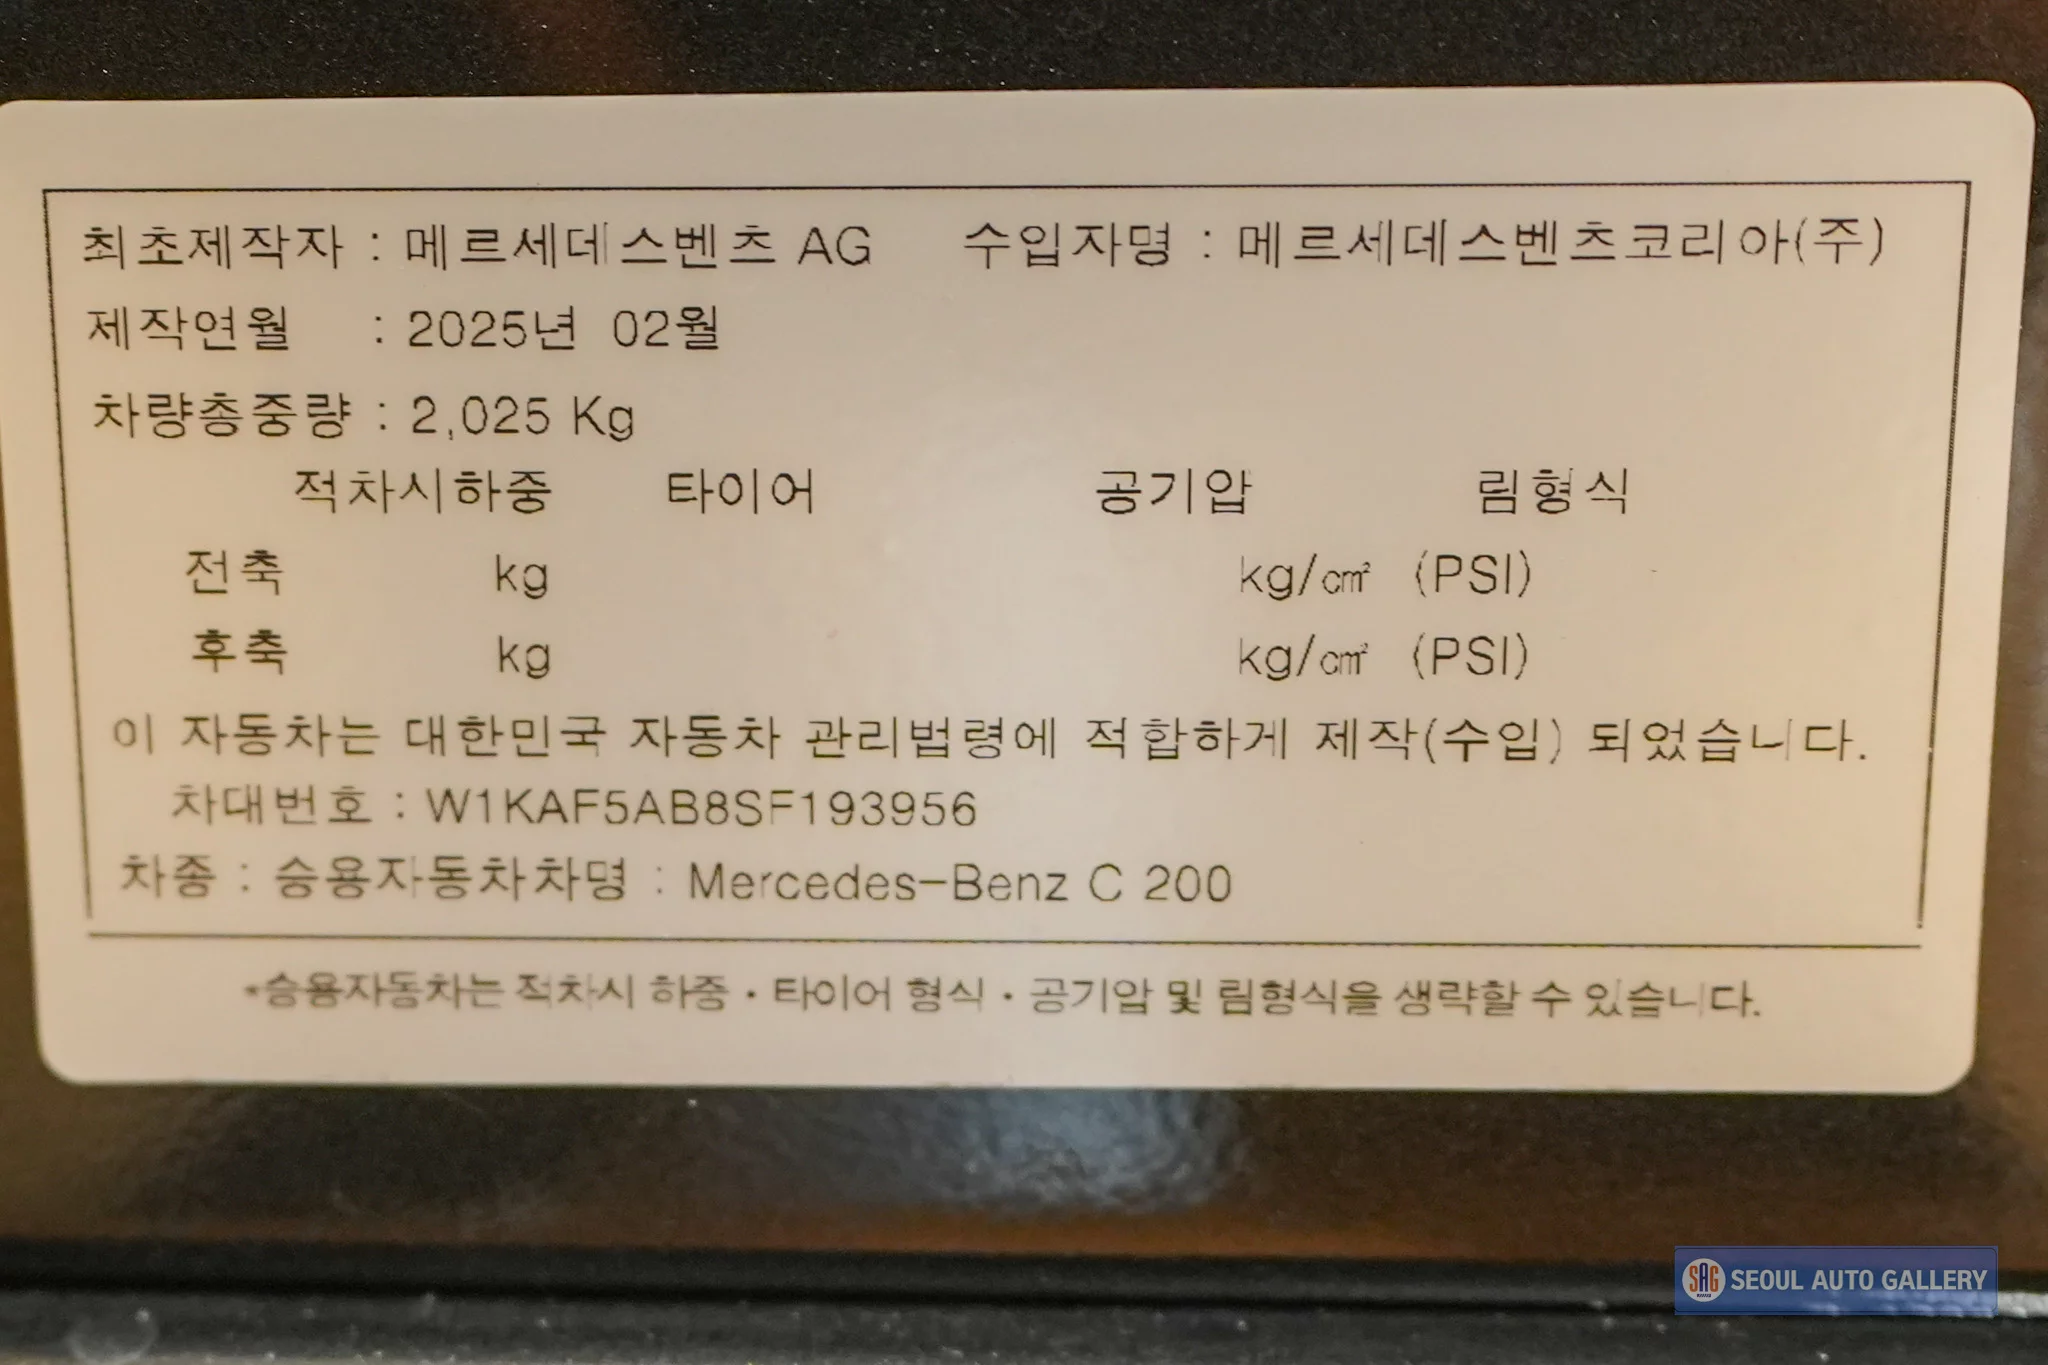 최초제작자 : 메르세데스벤츠 AG 수입자명 : 메르세데스벤츠코리아(주)
제작연월 : 2025년 02월
차량총중량 : 2,025 Kg
적차시하중 타이어 공기압 림형식
전축 kg kg/㎠ (PSI)
후축 kg kg/㎠ (PSI)
이 자동차는 대한민국 자동차 관리법령에 적합하게 제작(수입) 되었습니다.
차대번호 : W1KAF5AB8SF193956
차종 : 승용자동차차명 : Mercedes-Benz C 200
*승용자동차는 적차시 하중·타이어 형식·공기압 및 림형식을 생략할 수 있습니다.
SAG SEOUL AUTO GALLERY